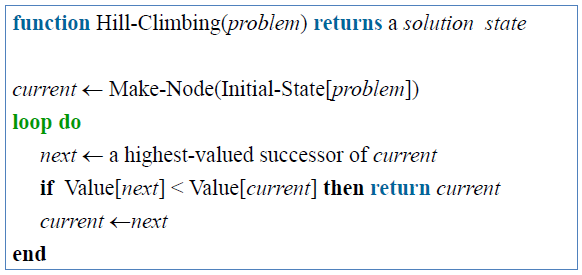 function Hill-Climbing(problem) returns a solution state
current ← Make-Node(Initial-State[problem])
loop do
next ← a highest-valued successor of current
if Value[next] < Value[current] then return current
current ←next
end